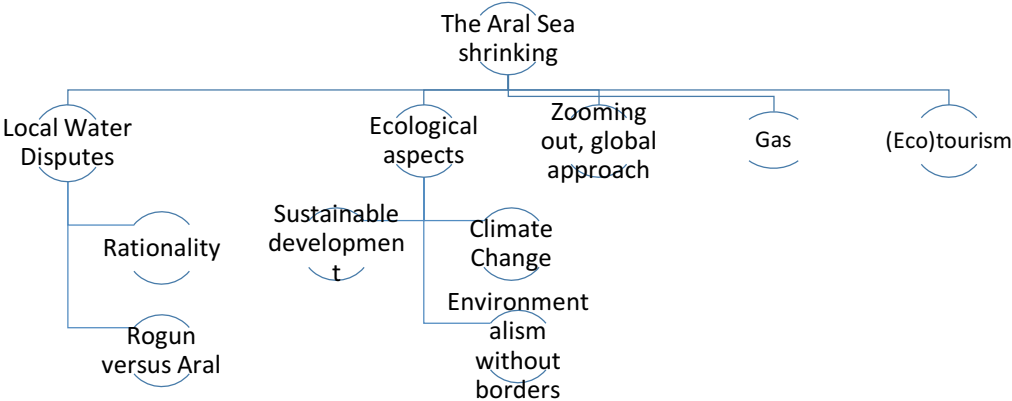 The Aral Sea
shrinking
Local Water
Disputes
Ecological
aspects
Zooming
out, global
approach
Gas
(Eco)tourism
Rationality
Rogun
versus Aral
Sustainable
developmen
t
Climate
Change
Environment
alism
without
borders